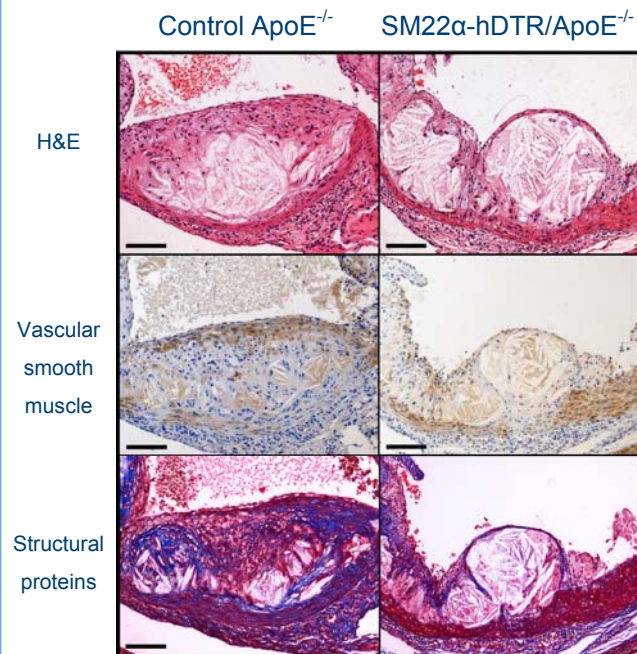 Control ApoE-/- SM22α-hDTR/ApoE-/-
H&E
Vascular
smooth
muscle
Structural
proteins